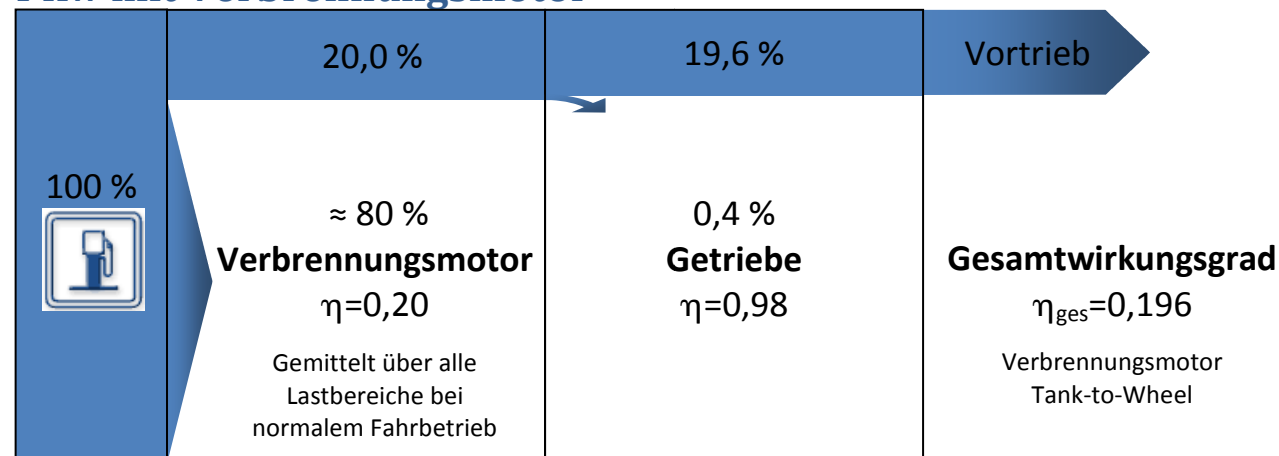 20,0 %
19,6 %
Vortrieb
100 %
≈ 80 %
Verbrennungsmotor
η=0,20
Gemittelt über alle
Lastbereiche bei
normalem Fahrbetrieb
0,4 %
Getriebe
η=0,98
Gesamtwirkungsgrad
ηges=0,196
Verbrennungsmotor
Tank-to-Wheel